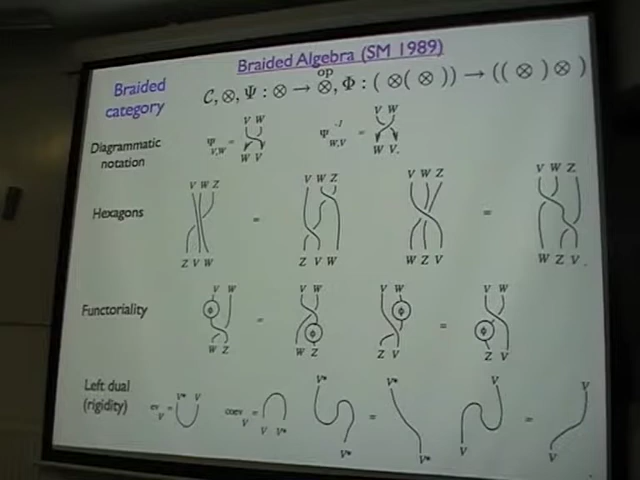 Braided Algebra (SM 1989)
Braided category
C, ⊗, Ψ : ⊗ → ⊗^op, Φ : ( ⊗( ⊗ )) → (( ⊗ )⊗ )
Diagrammatic notation
V W
Ψ_V,W =
W V
V W
Ψ^-1_W,V =
W V.
Hexagons
V W Z
Z V W
=
V W Z
Z V W
V W Z
W Z V
=
V W Z
W Z V .
Functoriality
V W
W Z
=
V W
W Z
V W
Z V
=
V W
Z V
Left dual (rigidity)
ev_V =
V* V
coev_V =
V V*
V*
V*
=
V*
V*
V
V
=
V
V